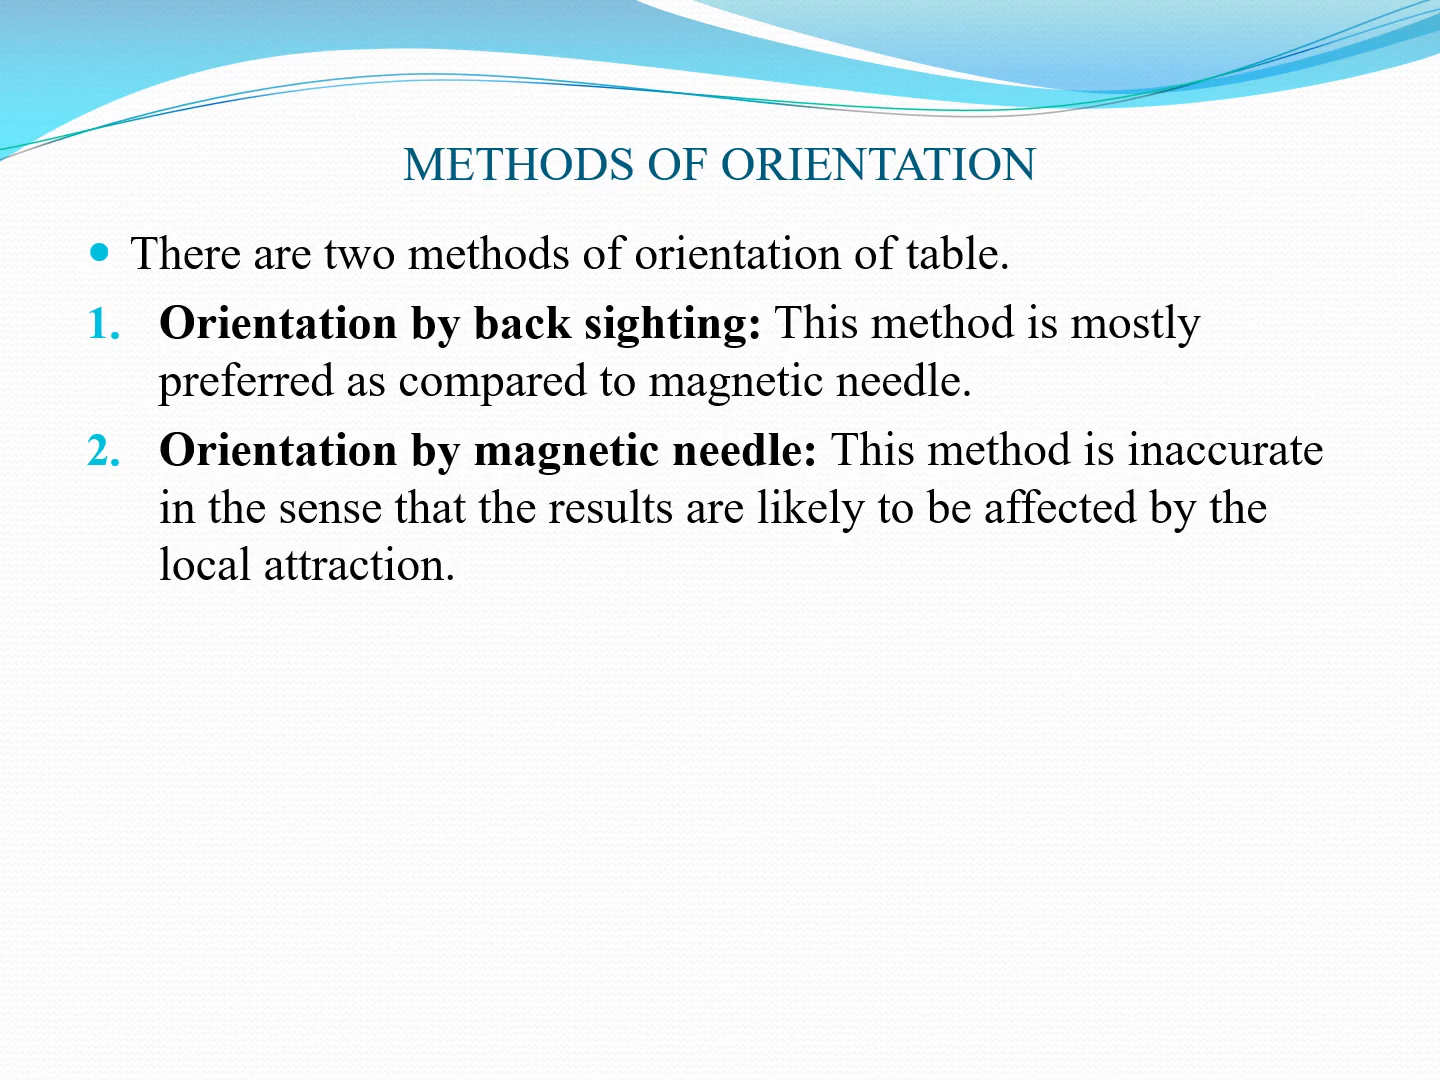 METHODS OF ORIENTATION
• There are two methods of orientation of table.
1. Orientation by back sighting: This method is mostly
preferred as compared to magnetic needle.
2. Orientation by magnetic needle: This method is inaccurate
in the sense that the results are likely to be affected by the
local attraction.